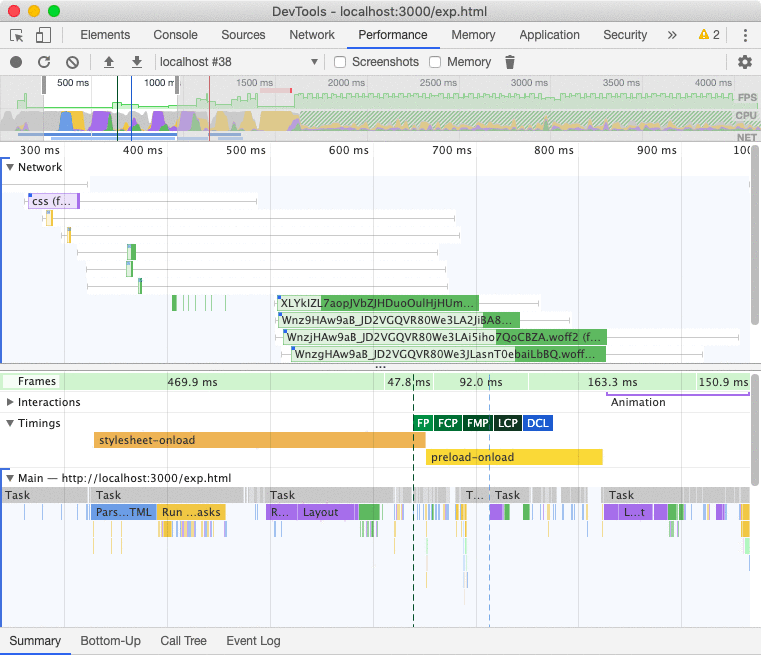 DevTools - localhost:3000/exp.html
Elements Console Sources Network Performance Memory Application Security » 2
localhost #38 Screenshots Memory
500 ms 1000 m 1500 ms 2000 ms 2500 ms 3000 ms 3500 ms 4000 ms
FPS
CPU
NET
300 ms 400 ms 500 ms 600 ms 700 ms 800 ms 900 ms 100
Network
css (f...
XLYkIZL7aopJVbZJHDuoOulHjHUm...
Wnz9HAw9aB_JD2VGQVR80We3LA2JiBA8...
WnzjHAw9aB_JD2VGQVR80We3LAi5iho7QoCBZA.woff2 (f...
WnzgHAw9aB_JD2VGQVR80We3JLasnT0ebaiLbBQ.woff...
Frames 469.9 ms 47.8 ms 92.0 ms 163.3 ms 150.9 ms
Interactions Animation
Timings FP FCP FMP LCP DCL
stylesheet-onload
preload-onload
Main — http://localhost:3000/exp.html
Task Task Task T... Task Task
Pars...TML Run ...asks R... Layout L...t
Summary Bottom-Up Call Tree Event Log